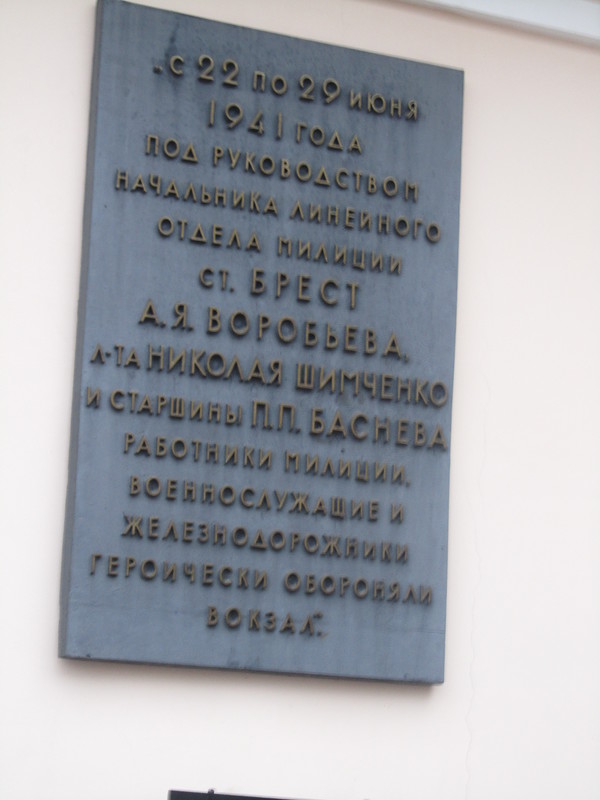 „С 22 ПО 29 ИЮНЯ
1941 ГОДА
ПОД РУКОВОДСТВОМ
НАЧАЛЬНИКА ЛИНЕЙНОГО
ОТДЕЛА МИЛИЦИИ
СТ. БРЕСТ
А.Я. ВОРОБЬЕВА,
Л-ТА НИКОЛАЯ ШИМЧЕНКО
И СТАРШИНЫ П.П. БАСНЕВА
РАБОТНИКИ МИЛИЦИИ,
ВОЕННОСЛУЖАЩИЕ И
ЖЕЛЕЗНОДОРОЖНИКИ
ГЕРОИЧЕСКИ ОБОРОНЯЛИ
ВОКЗАЛ".